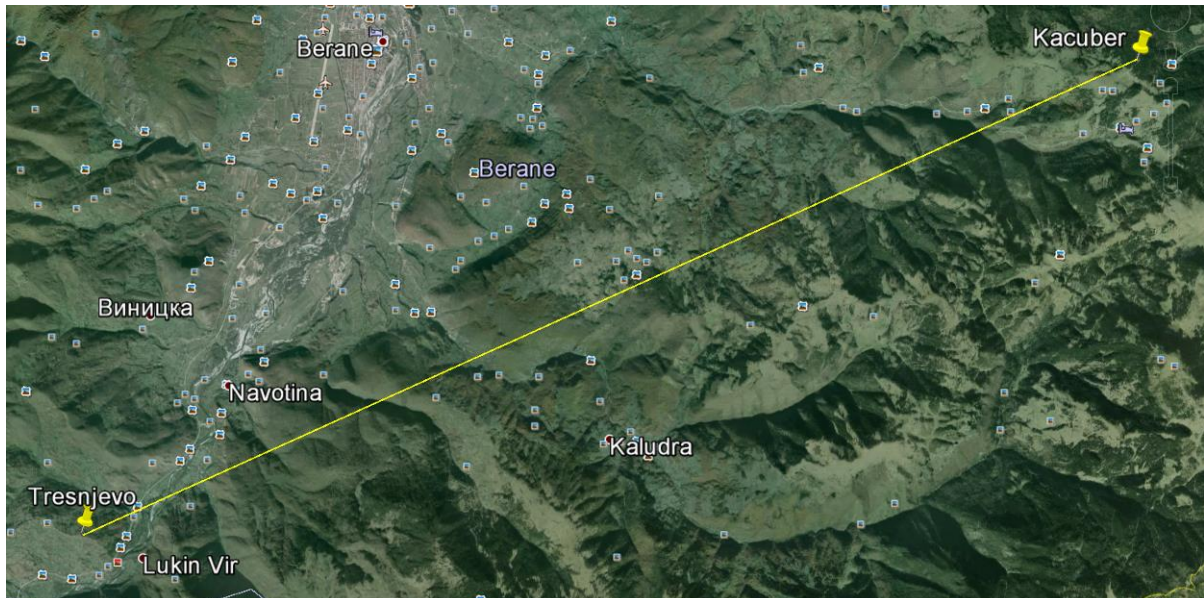 Berane
Kacuber
Berane
Виницка
Navotina
Kaludra
Tresnjevo
Lukin Vir